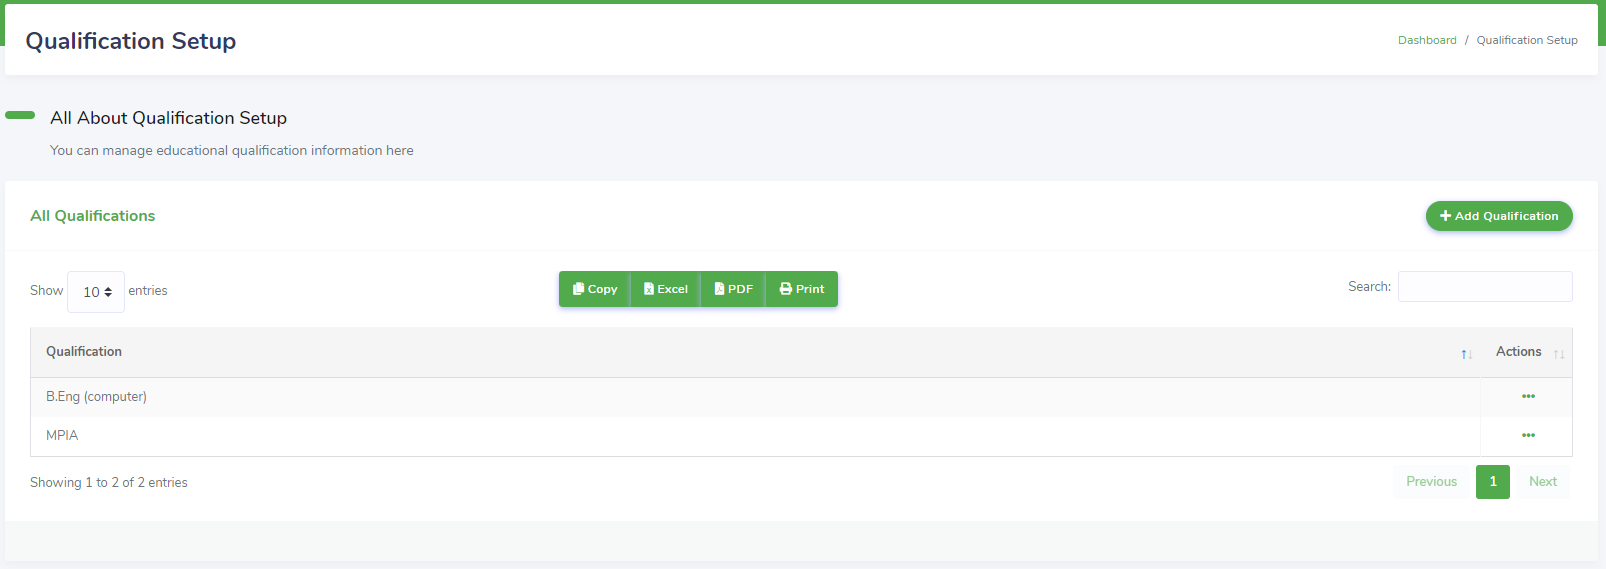 Qualification Setup
Dashboard / Qualification Setup
All About Qualification Setup
You can manage educational qualification information here
All Qualifications
Add Qualification
Show 10 entries
Copy Excel PDF Print
Search:
Qualification Actions
B.Eng (computer)
MPIA
Showing 1 to 2 of 2 entries
Previous 1 Next